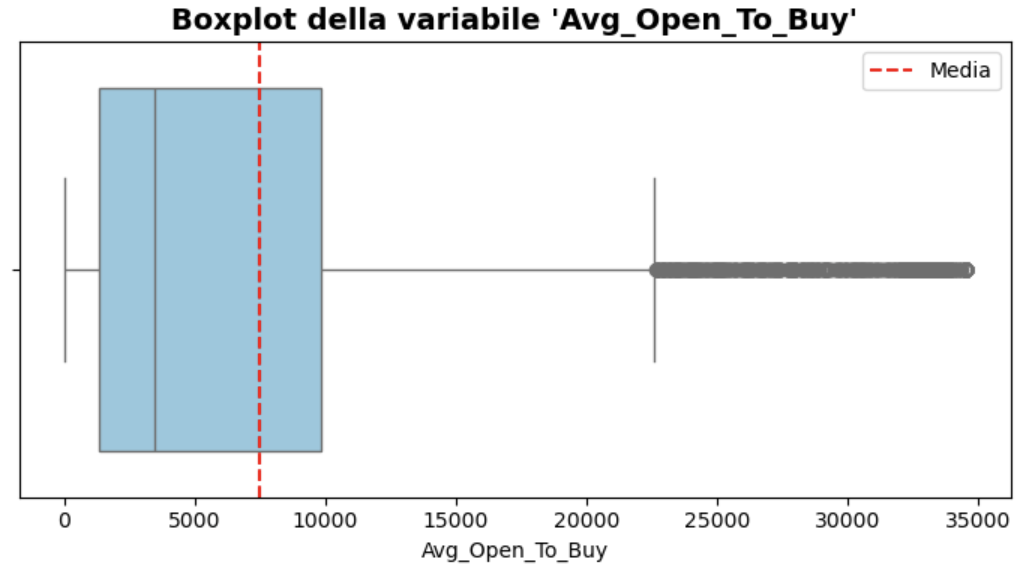 Boxplot della variabile 'Avg_Open_To_Buy'
Media
0 5000 10000 15000 20000 25000 30000 35000
Avg_Open_To_Buy